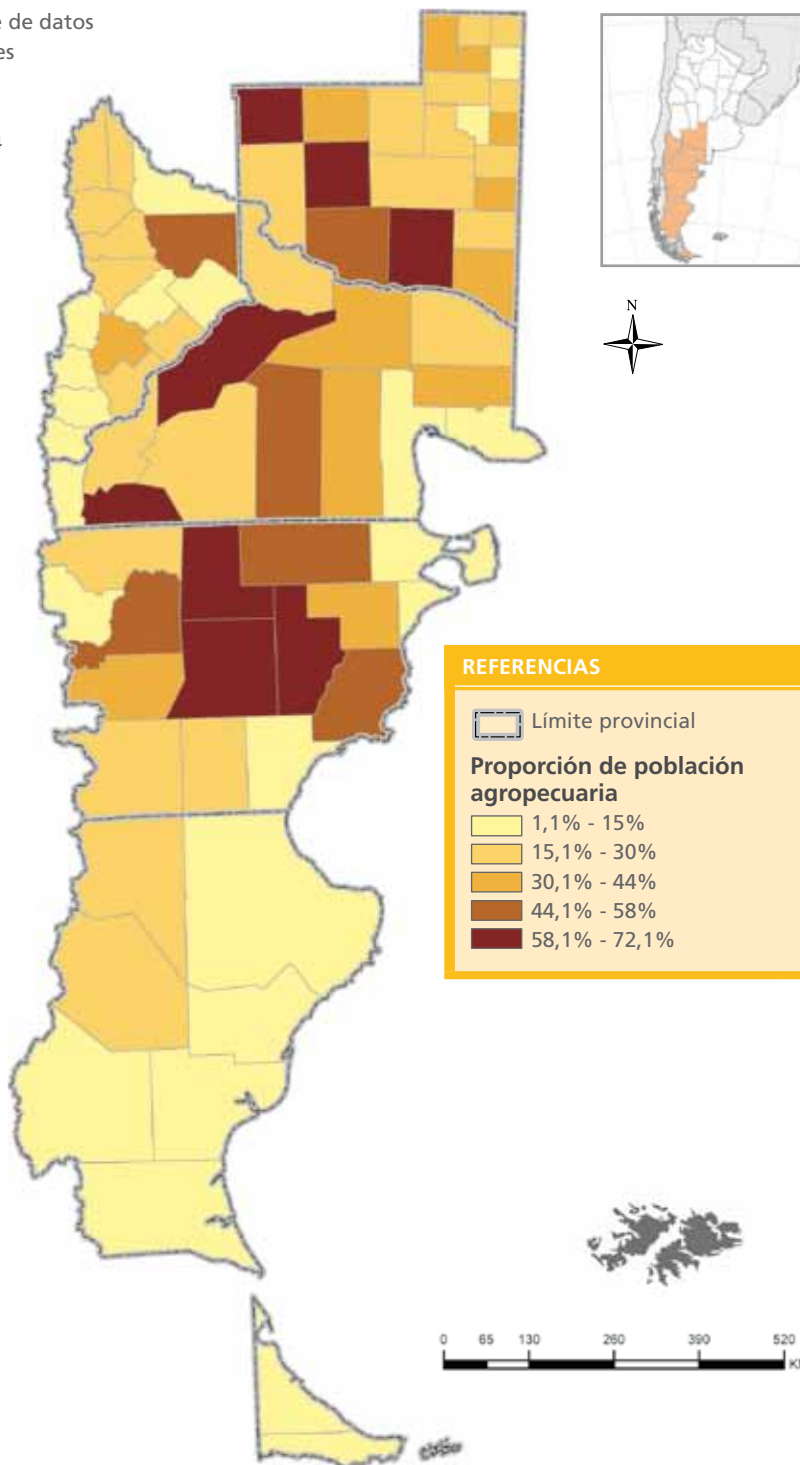 de datos
es
N
REFERENCIAS
Límite provincial
Proporción de población
agropecuaria
1,1% - 15%
15,1% - 30%
30,1% - 44%
44,1% - 58%
58,1% - 72,1%
0 65 130 260 390 520